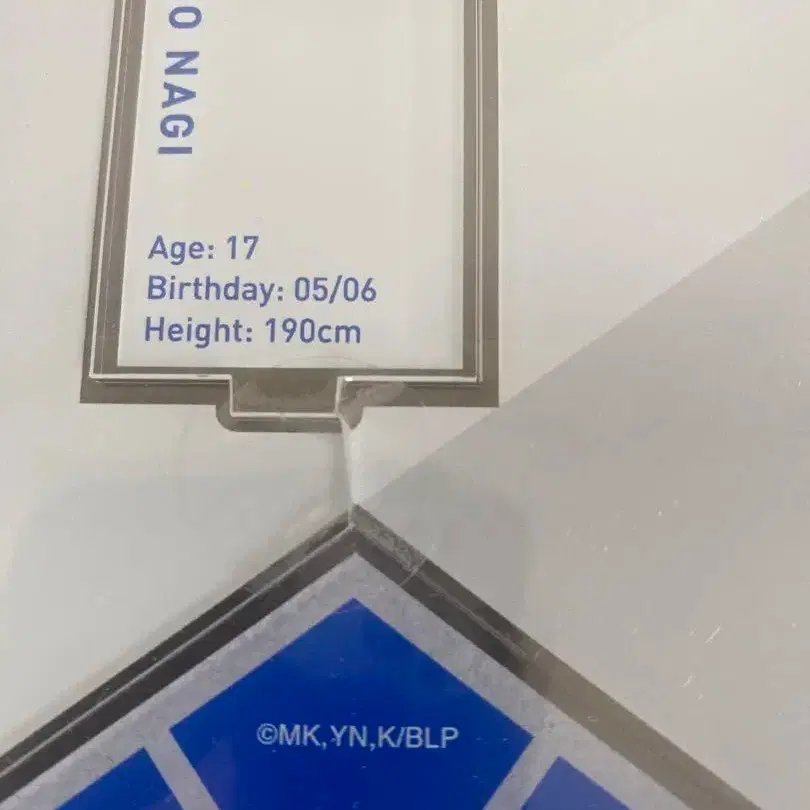 O NAGI
Age: 17
Birthday: 05/06
Height: 190cm
©MK,YN,K/BLP